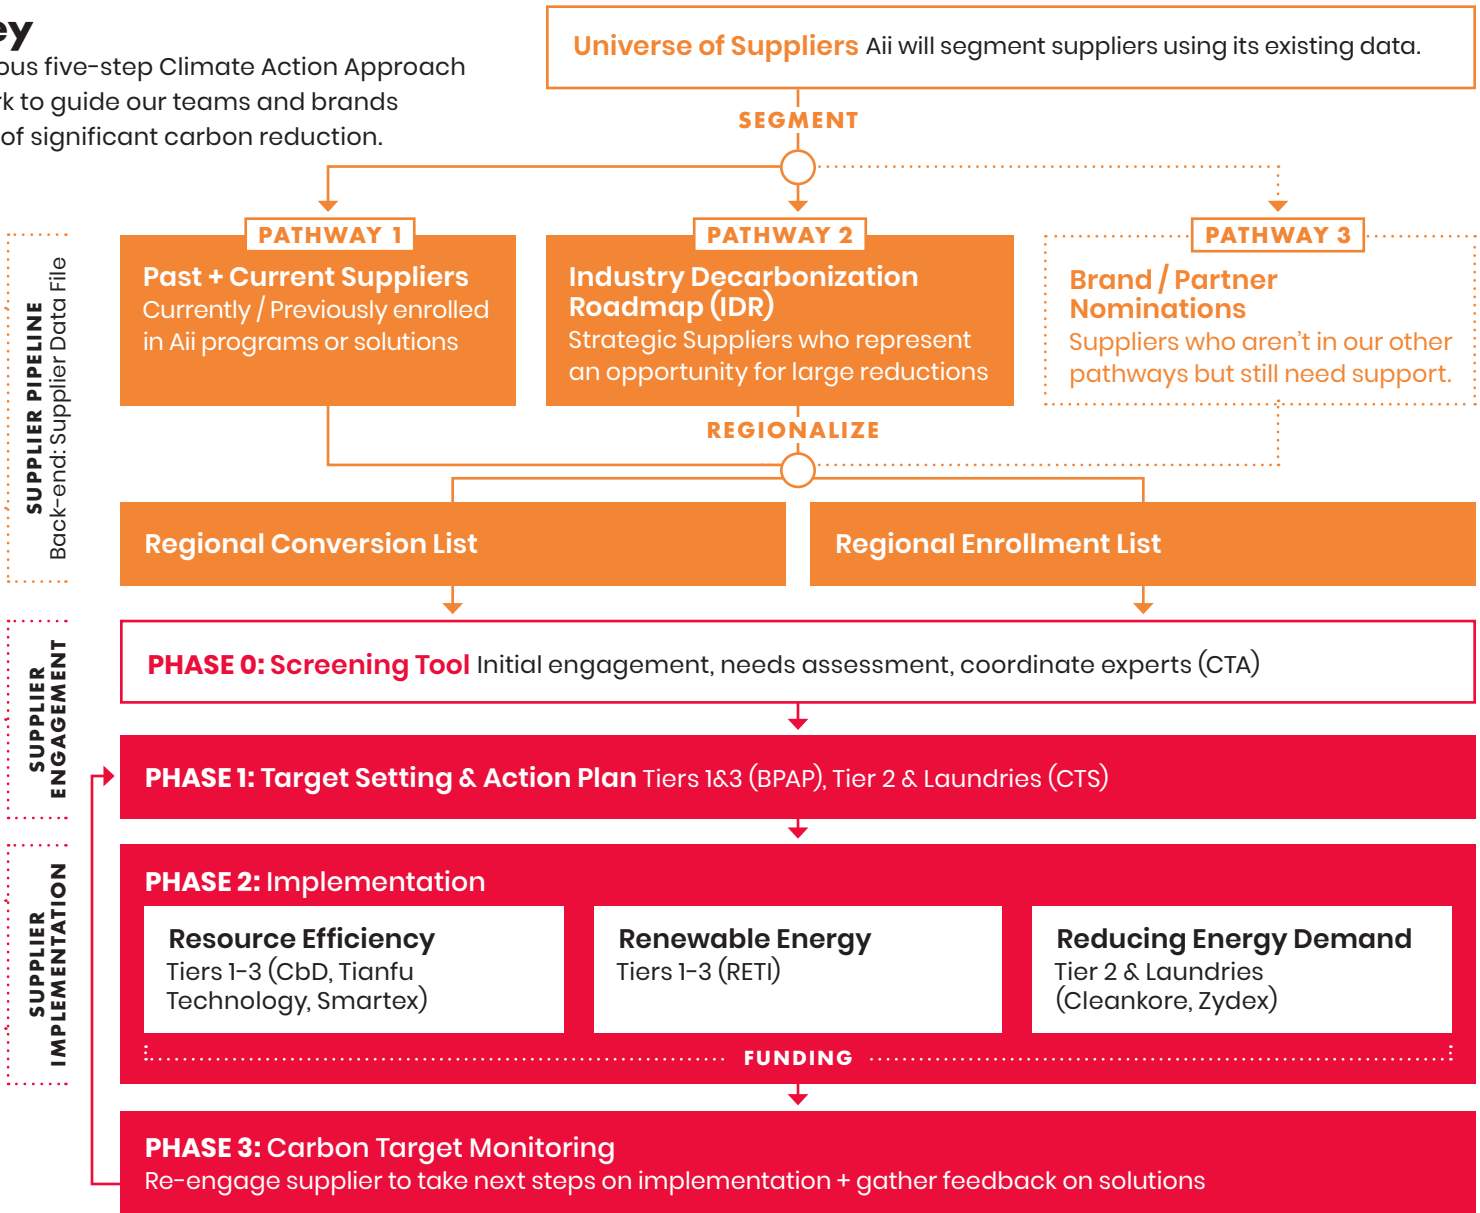 ous five-step Climate Action Approach
to guide our teams and brands
of significant carbon reduction.
Universe of Suppliers Aii will segment suppliers using its existing data.
SEGMENT
PATHWAY 1
Past + Current Suppliers
Currently / Previously enrolled
in Aii programs or solutions
PATHWAY 2
Industry Decarbonization
Roadmap (IDR)
Strategic Suppliers who represent
an opportunity for large reductions
PATHWAY 3
Brand / Partner
Nominations
Suppliers who aren't in our other
pathways but still need support.
SUPPLIER PIPELINE
Back-end: Supplier Data File
REGIONALIZE
Regional Conversion List
Regional Enrollment List
SUPPLIER
ENGAGEMENT
PHASE 0: Screening Tool Initial engagement, needs assessment, coordinate experts (CTA)
PHASE 1: Target Setting & Action Plan Tiers 1&3 (BPAP), Tier 2 & Laundries (CTS)
SUPPLIER
IMPLEMENTATION
PHASE 2: Implementation
Resource Efficiency
Tiers 1-3 (CbD, Tianfu
Technology, Smartex)
Renewable Energy
Tiers 1-3 (RETI)
Reducing Energy Demand
Tier 2 & Laundries
(Cleankore, Zydex)
FUNDING
PHASE 3: Carbon Target Monitoring
Re-engage supplier to take next steps on implementation + gather feedback on solutions